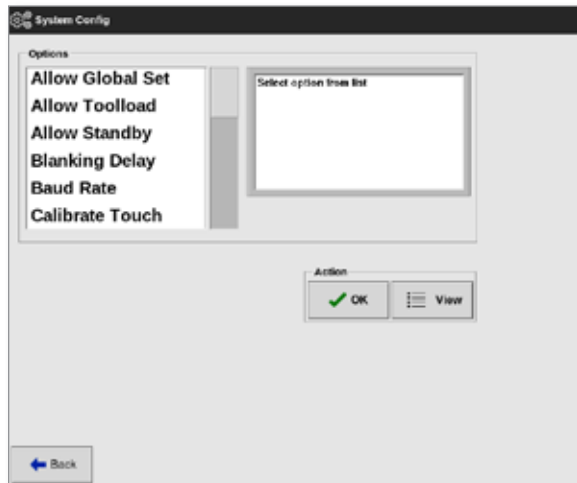 System Config
Options
Allow Global Set
Allow Toolload
Allow Standby
Blanking Delay
Baud Rate
Calibrate Touch
Select option from list
Action
OK
View
Back